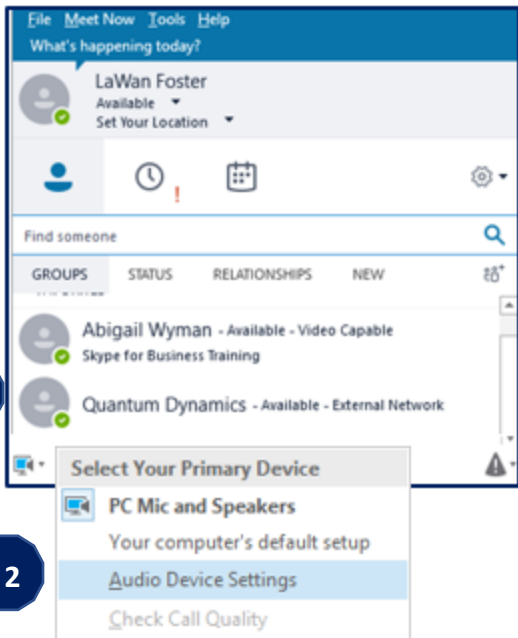 File Meet Now Tools Help
What's happening today?
LaWan Foster
Available
Set Your Location
!
Find someone
GROUPS STATUS RELATIONSHIPS NEW
Abigail Wyman - Available - Video Capable
Skype for Business Training
Quantum Dynamics - Available - External Network
Select Your Primary Device
PC Mic and Speakers
Your computer's default setup
2 Audio Device Settings
Check Call Quality